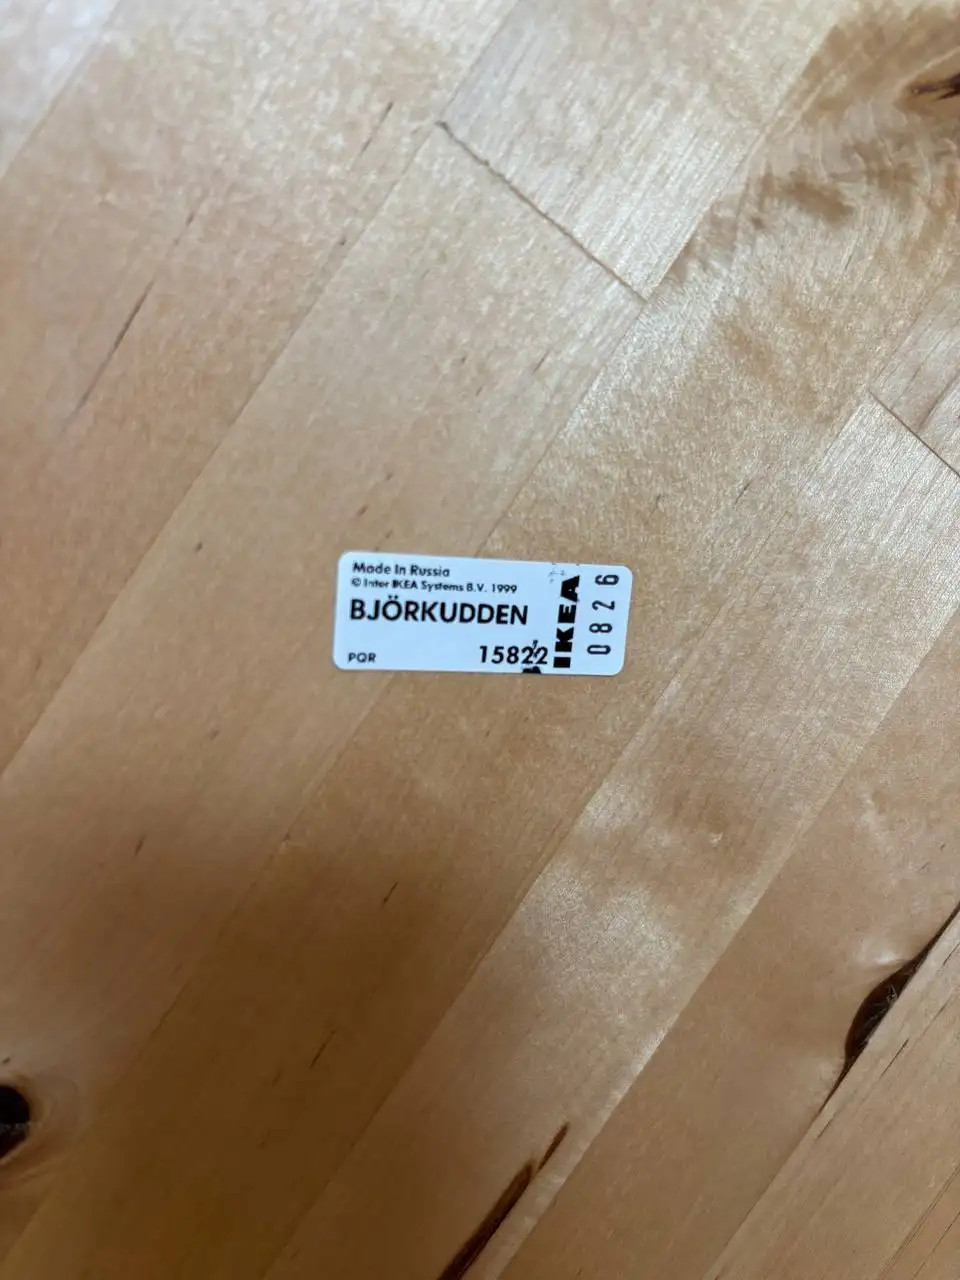 Made In Russia
© Inter IKEA Systems B.V. 1999
BJÖRKUDDEN
PQR
15822
IKEA
0826